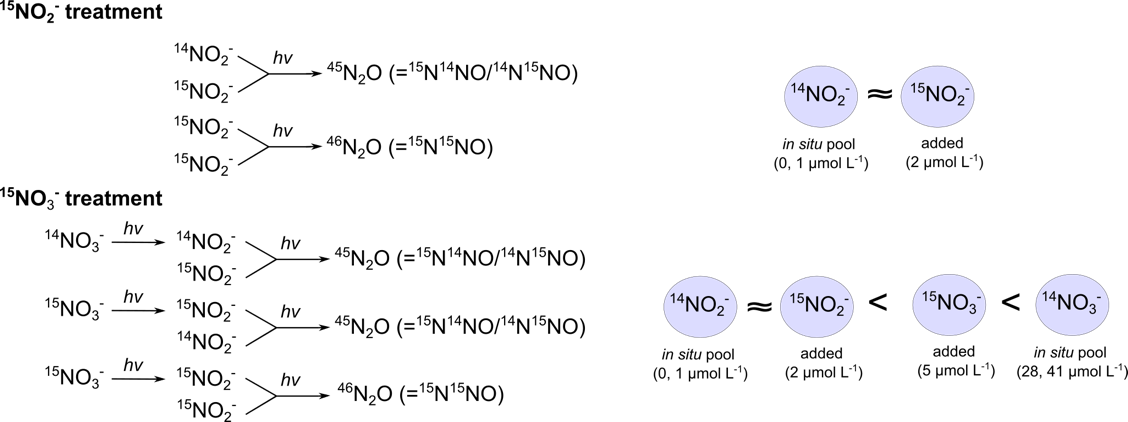 ¹⁵NO₂⁻ treatment
¹⁴NO₂⁻
hv
⁴⁵N₂O (=¹⁵N¹⁴NO/¹⁴N¹⁵NO)
¹⁵NO₂⁻
¹⁵NO₂⁻
hv
⁴⁶N₂O (=¹⁵N¹⁵NO)
¹⁵NO₂⁻
¹⁴NO₂⁻ ≈ ¹⁵NO₂⁻
in situ pool
(0, 1 µmol L⁻¹)
added
(2 µmol L⁻¹)
¹⁵NO₃⁻ treatment
¹⁴NO₃⁻ hv ¹⁴NO₂⁻ hv
⁴⁵N₂O (=¹⁵N¹⁴NO/¹⁴N¹⁵NO)
¹⁵NO₂⁻
¹⁵NO₃⁻ hv ¹⁵NO₂⁻ hv
⁴⁵N₂O (=¹⁵N¹⁴NO/¹⁴N¹⁵NO)
¹⁴NO₂⁻
¹⁵NO₃⁻ hv ¹⁵NO₂⁻ hv
⁴⁶N₂O (=¹⁵N¹⁵NO)
¹⁵NO₂⁻
¹⁴NO₂⁻ ≈ ¹⁵NO₂⁻ < ¹⁵NO₃⁻ < ¹⁴NO₃⁻
in situ pool
(0, 1 µmol L⁻¹)
added
(2 µmol L⁻¹)
added
(5 µmol L⁻¹)
in situ pool
(28, 41 µmol L⁻¹)